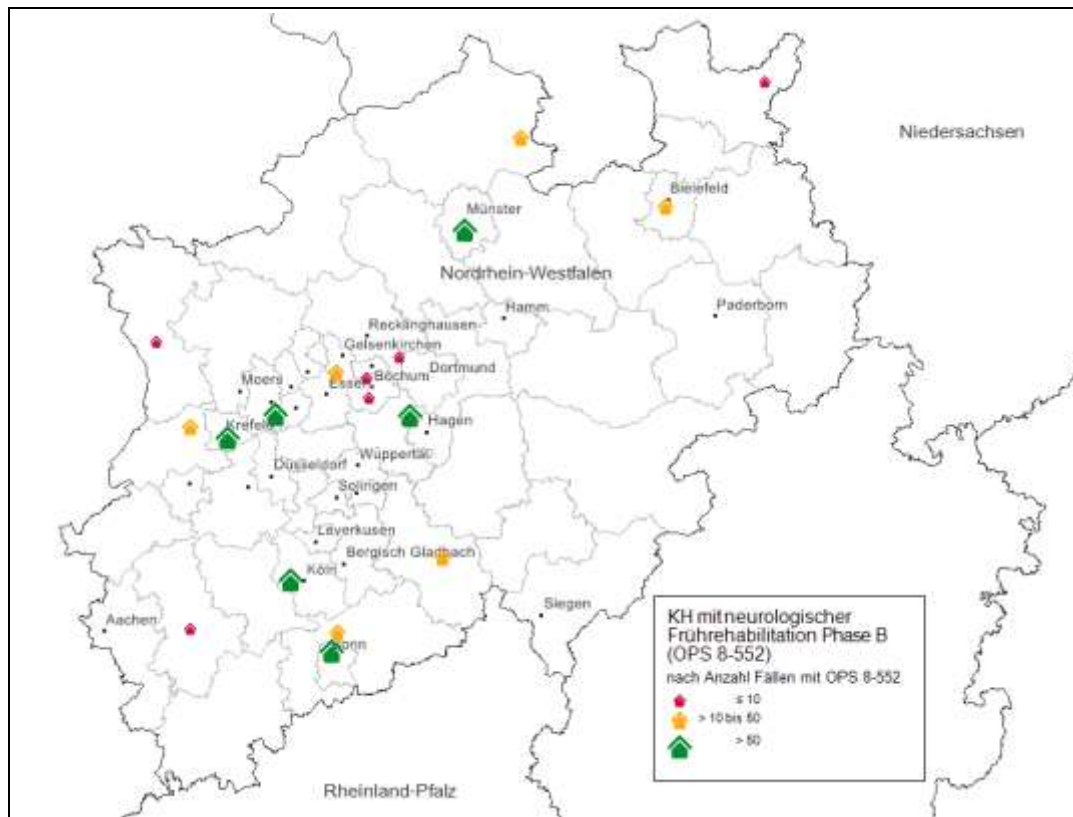 Niedersachsen
Bielefeld
Münster
Nordrhein-Westfalen
Hamm
Paderborn
Recklinghausen
Gelsenkirchen
Dortmund
Bochum
Moers
Essen
Krefeld
Hagen
Wuppertal
Düsseldorf
Solingen
Leverkusen
Bergisch Gladbach
Köln
Aachen
Siegen
Bonn
Rheinland-Pfalz
KH mit neurologischer
Frührehabilitation Phase B
(OPS 8-552)
nach Anzahl Fällen mit OPS 8-552
≤ 10
> 10 bis 50
> 50